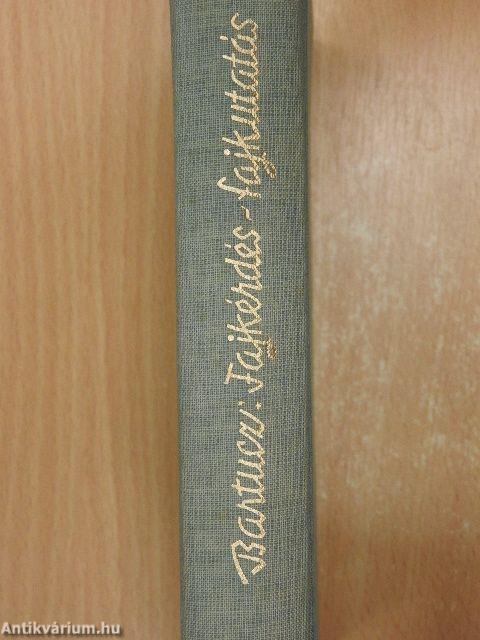 Bartucz: Fajkérdés - fajkutatás
Antikvárium.hu